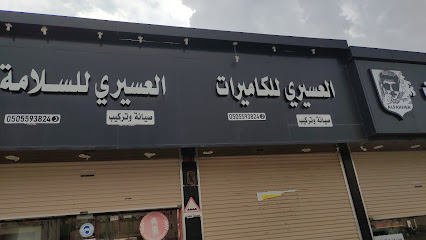 العسيري للكاميرات
صيانة وتركيب
0505593824
العسيري للسلامة
صيانة وتركيب
0505593824